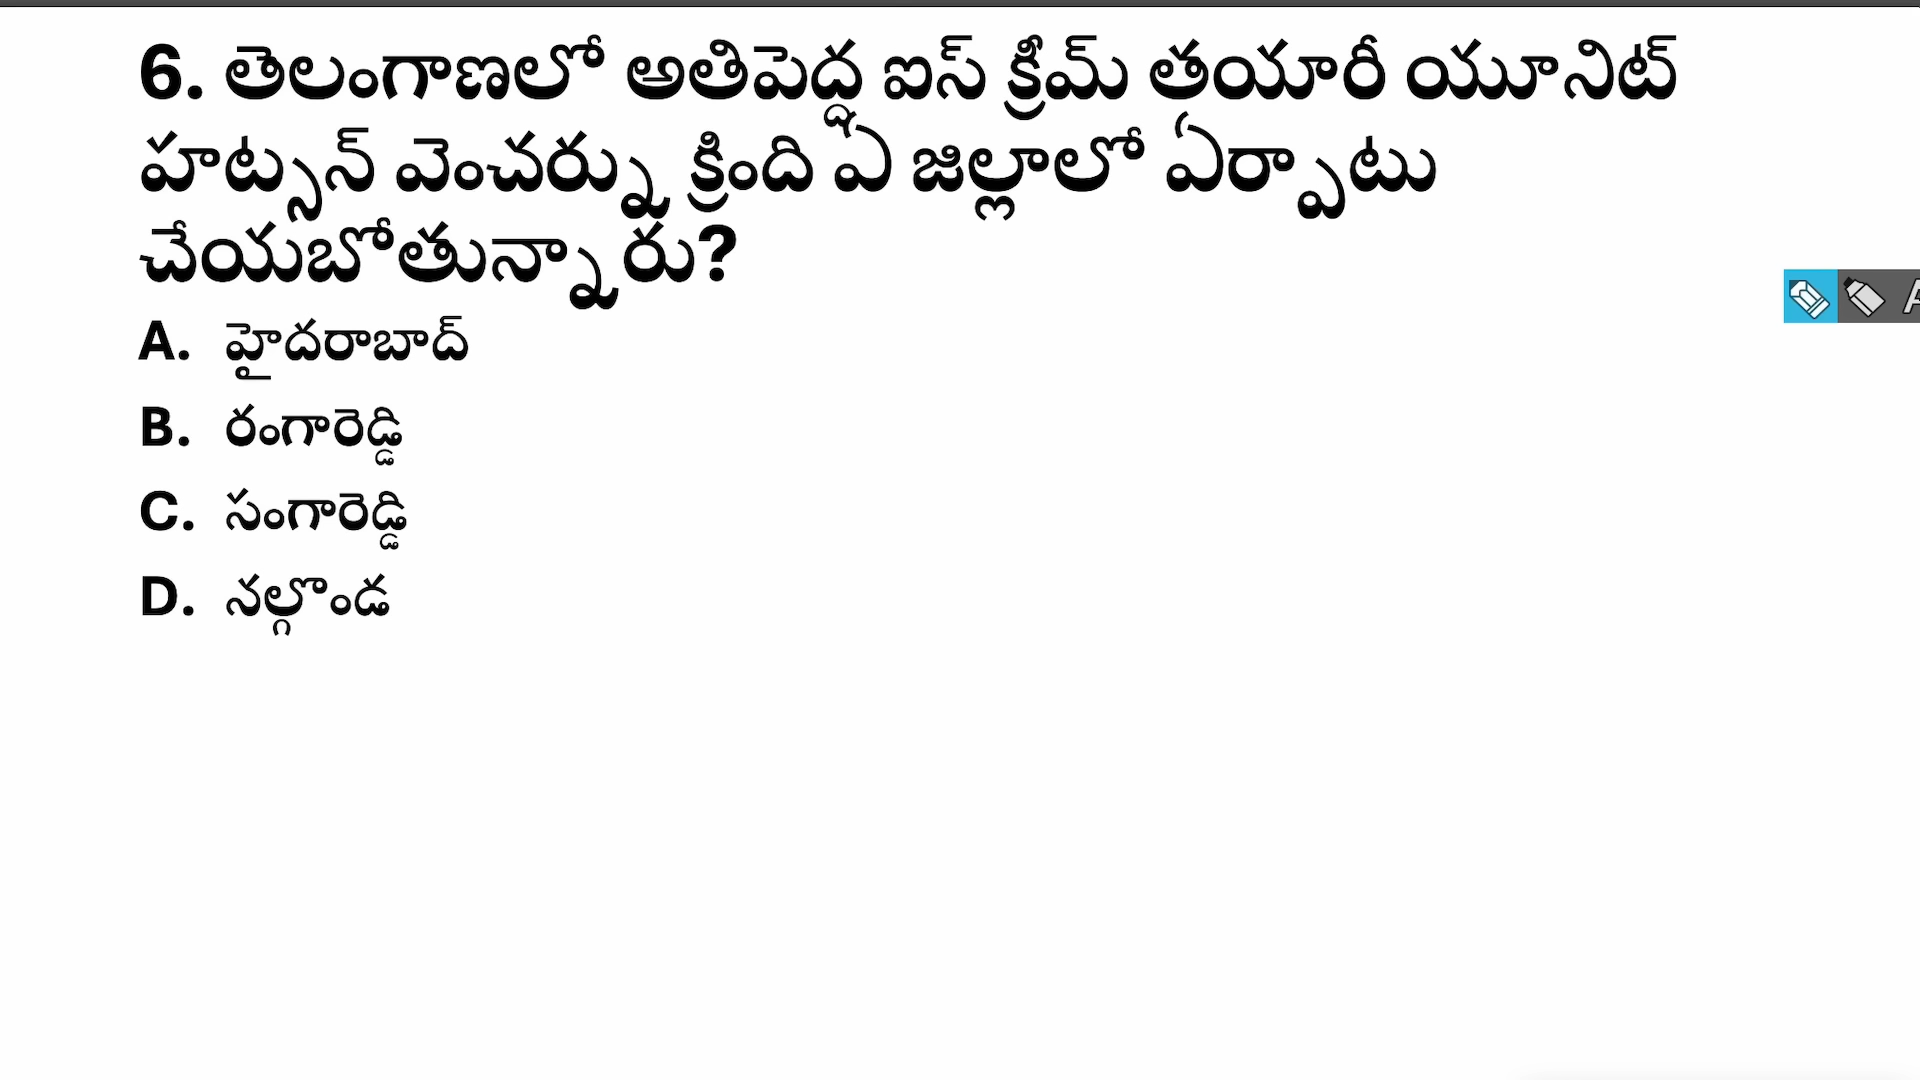 6. తెలంగాణలో అతిపెద్ద ఐస్ క్రీమ్ తయారీ యూనిట్
హట్సన్ వెంచర్ను క్రింది ఏ జిల్లాలో ఏర్పాటు
చేయబోతున్నారు?
A. హైదరాబాద్
B. రంగారెడ్డి
C. సంగారెడ్డి
D. నల్గొండ